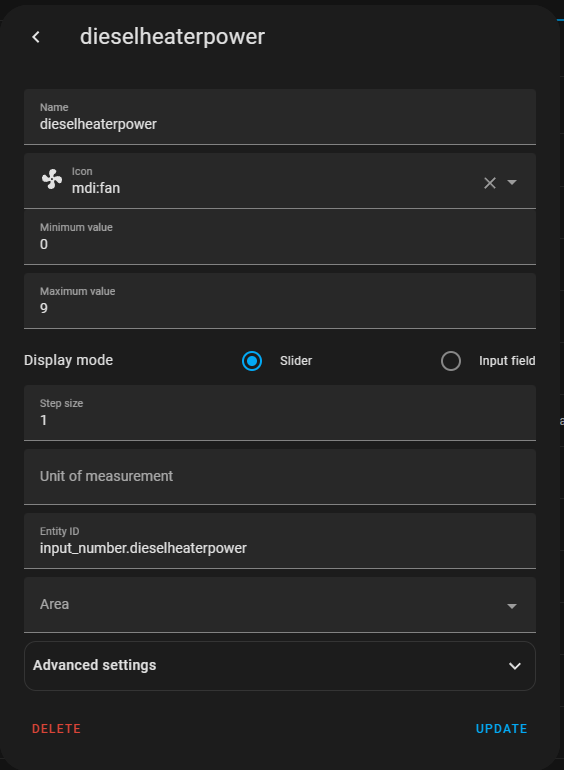 dieselheaterpower
Name
dieselheaterpower
Icon
mdi:fan
Minimum value
0
Maximum value
9
Display mode
Slider
Input field
Step size
1
Unit of measurement
Entity ID
input_number.dieselheaterpower
Area
Advanced settings
DELETE
UPDATE